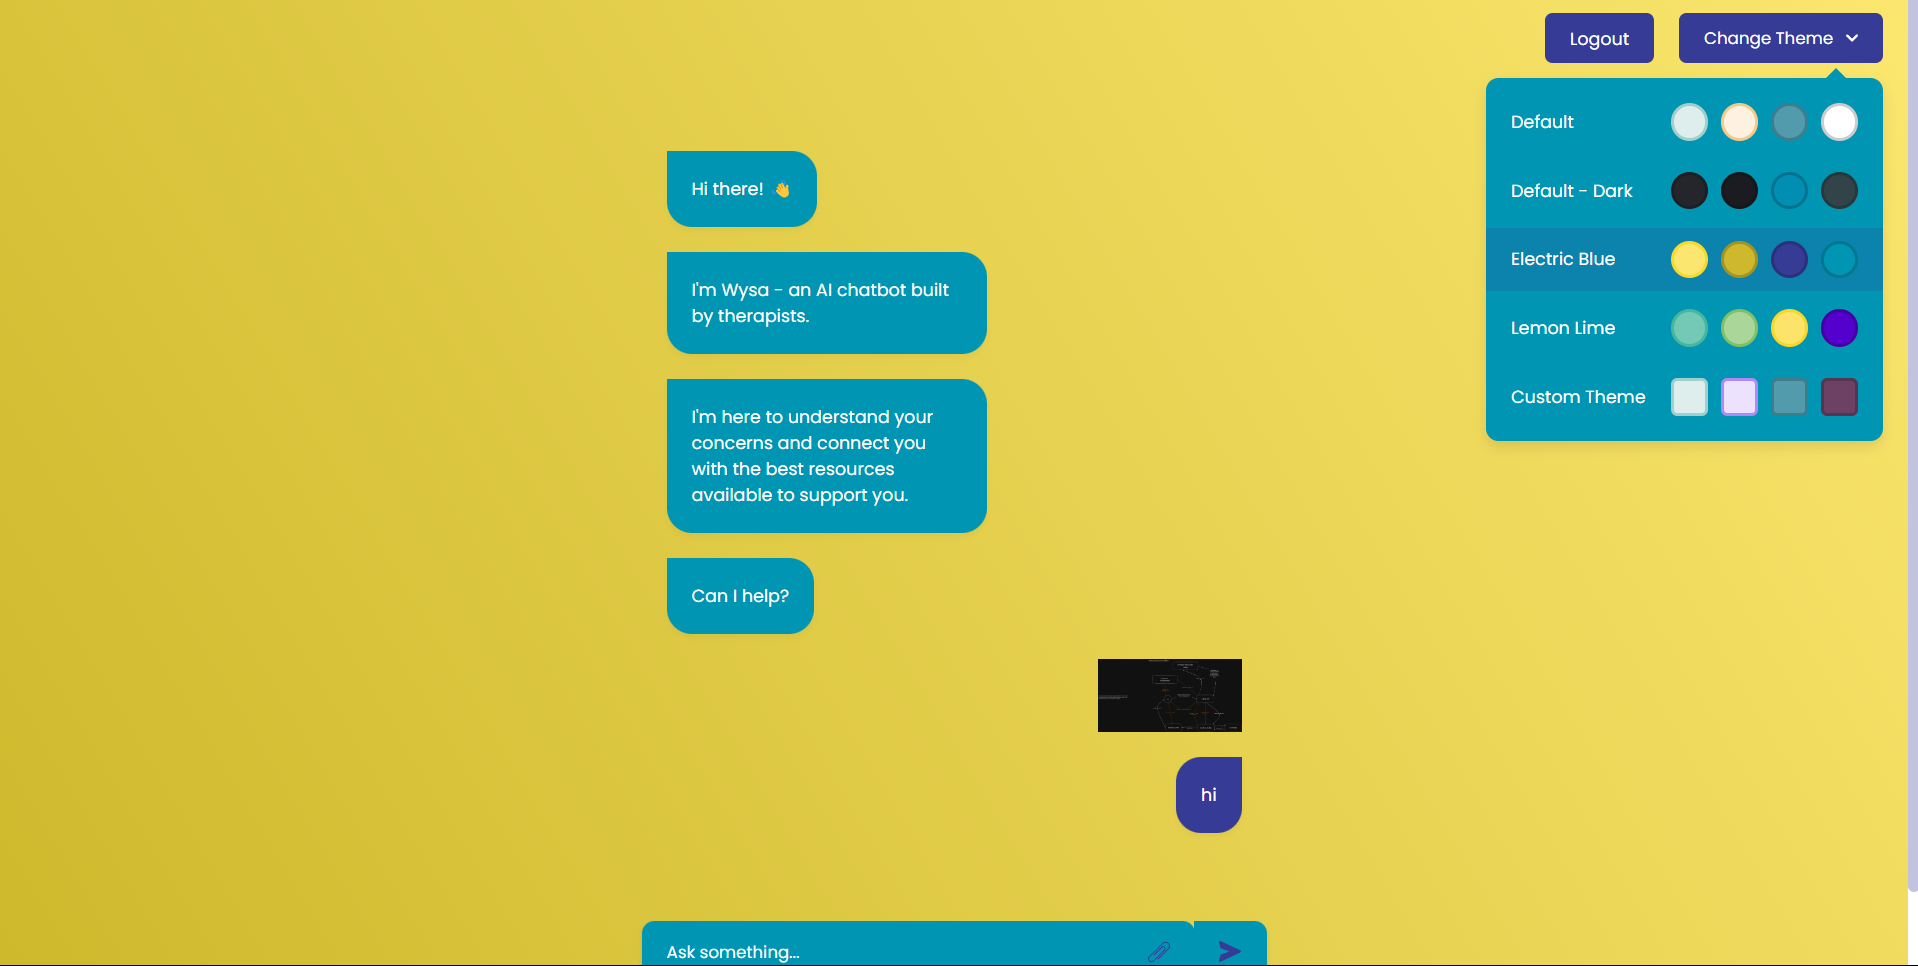 Logout
Change Theme
Default
Default - Dark
Electric Blue
Lemon Lime
Custom Theme
Hi there! 👋
I'm Wysa - an AI chatbot built
by therapists.
I'm here to understand your
concerns and connect you
with the best resources
available to support you.
Can I help?
hi
Ask something...